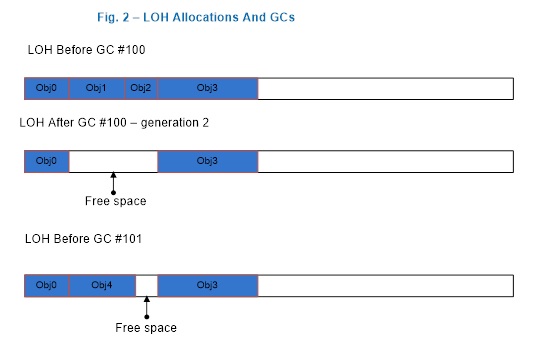 Fig. 2 – LOH Allocations And GCs
LOH Before GC #100
Obj0 Obj1 Obj2 Obj3
LOH After GC #100 – generation 2
Obj0 Obj3
Free space
LOH Before GC #101
Obj0 Obj4 Obj3
Free space